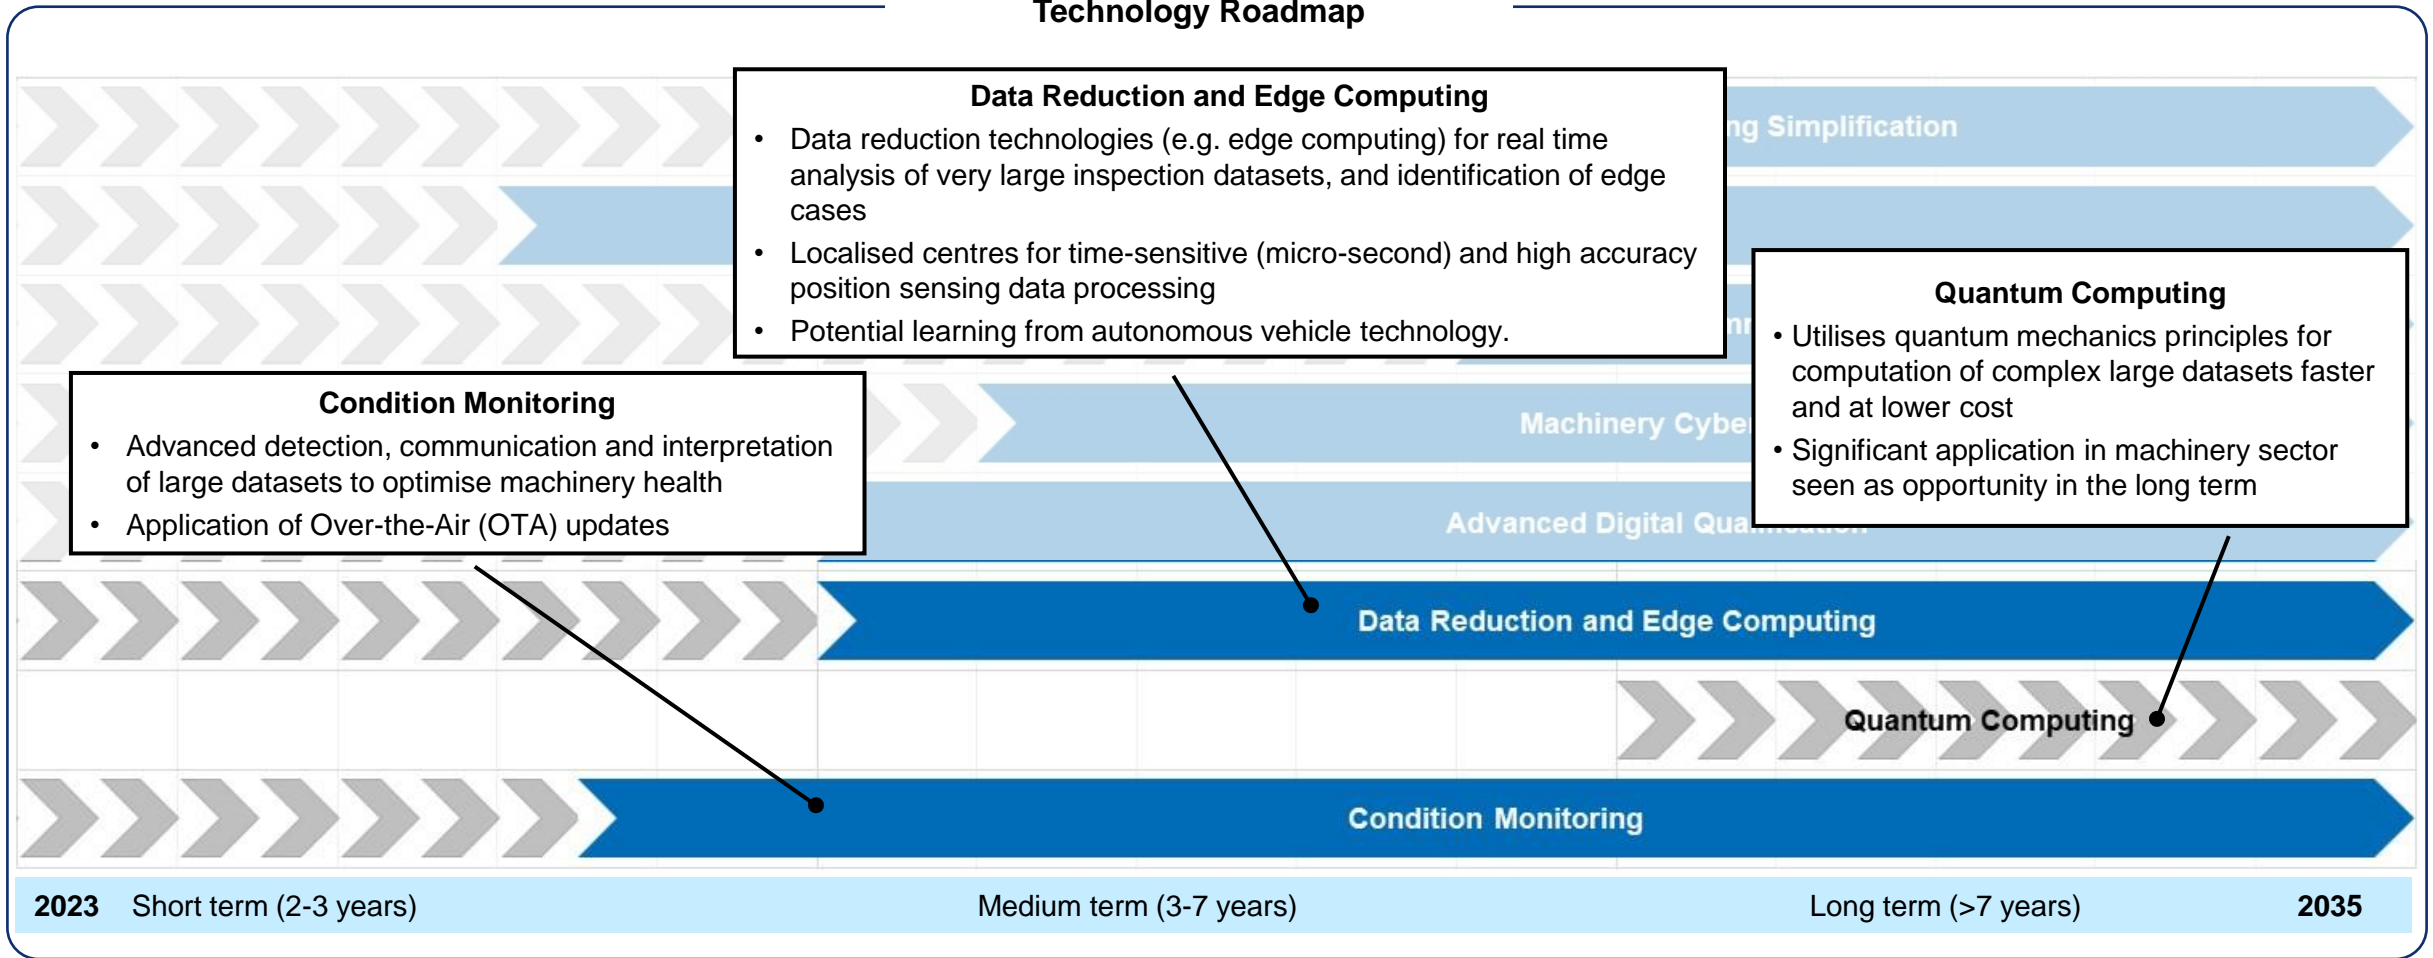 Technology Roadmap
Data Reduction and Edge Computing
• Data reduction technologies (e.g. edge computing) for real time
analysis of very large inspection datasets, and identification of edge
cases
• Localised centres for time-sensitive (micro-second) and high accuracy
position sensing data processing
• Potential learning from autonomous vehicle technology.
Simplification
Quantum Computing
• Utilises quantum mechanics principles for
computation of complex large datasets faster
and at lower cost
• Significant application in machinery sector
seen as opportunity in the long term
Condition Monitoring
• Advanced detection, communication and interpretation
of large datasets to optimise machinery health
• Application of Over-the-Air (OTA) updates
Machinery
Advanced Digital
Data Reduction and Edge Computing
Quantum Computing
Condition Monitoring
2023 Short term (2-3 years) Medium term (3-7 years) Long term (>7 years) 2035